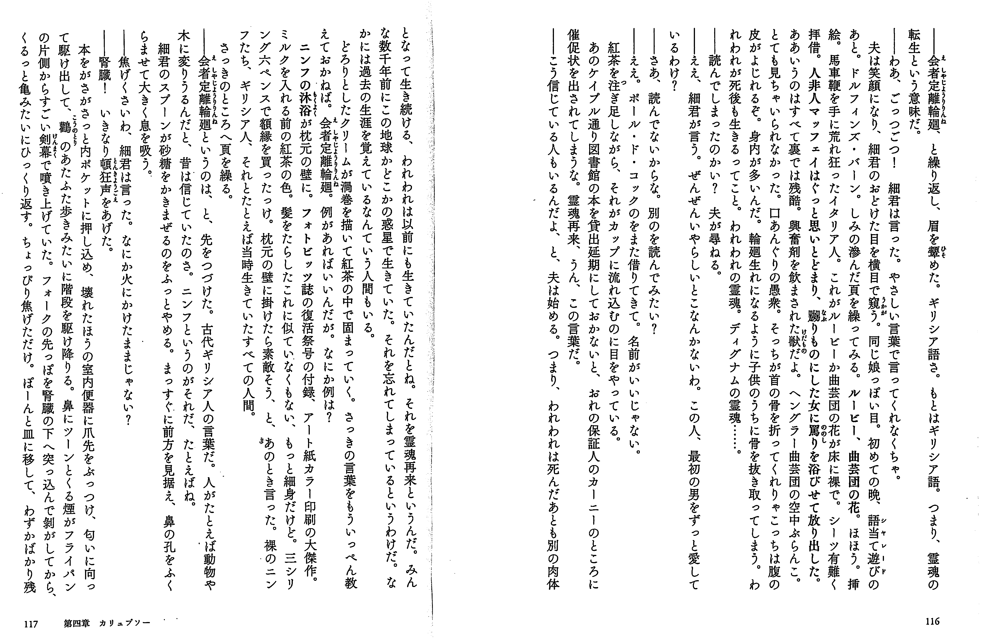 ――会者定離輪廻、と繰り返し、眉を顰めた。ギリシア語さ。もとはギリシア語。つまり、霊魂の
転生という意味だ。
――わあ、ごっつごつ！　細君は言った。やさしい言葉で言ってくれなくちゃ。
　夫は笑顔になり、細君のおどけた目を横目で窺う。同じ娘っぽい目。初めての晩、語当て遊びの
あと。ドルフィンズ・バーン。しみの滲んだ頁を繰ってみる。ルービー、曲芸団の花。ほほう。挿
絵。馬車鞭を手に荒れ狂ったイタリア人。これがルービーか曲芸団の花が床に裸で。シーツ有難く
拝借。人非人マッフェイはぐっと思いとどまり、嬲りものにした女に罵りを浴びせて放り出した。
ああいうのはすべて裏では残酷。興奮剤を飲まされた獣だよ。ヘングラー曲芸団の空中ぶらんこ。
とても見ちゃいられなかった。口あんぐりの愚衆。そっちが首の骨を折ってくれりゃこっちは腹の
皮がよじれるぞ。身内が多いんだ。輪廻生れになるように子供のうちに骨を抜き取ってしまう。わ
れわれが死後も生きるってこと。われわれの霊魂。ディグナムの霊魂……。
――読んでしまったのかい？　夫が尋ねる。
――ええ、細君が言う。ぜんぜんいやらしいとこなんかないわ。この人、最初の男をずっと愛して
いるわけ？
――さあ、読んでないからな。別のを読んでみたい？
――ええ。ポール・ド・コックのをまた借りてきて。名前がいいじゃない。
　紅茶を注ぎ足しながら、それがカップに流れ込むのに目をやっている。
　あのケイプル通り図書館の本を貸出延期にしておかないと、おれの保証人のカーニーのところに
催促状を出されてしまうな。霊魂再来、うん、この言葉だ。
――こう信じている人もいるんだよ、と、夫は始める。つまり、われわれは死んだあとも別の肉体
116
となって生き続ける、われわれは以前にも生きていたんだとね。それを霊魂再来というんだ。みん
な数千年前にこの地球かどこかの惑星で生きていた。それを忘れてしまっているというわけだ。な
かには過去の生涯を覚えているなんていう人間もいる。
　どろりとしたクリームが渦巻を描いて紅茶の中で固まっていく。さっきの言葉をもういっぺん教
えておかねば。会者定離輪廻。例があればいいんだが。なにか例は？
　ニンフの沐浴が枕元の壁に。フォトビッツ誌の復活祭号の付録、アート紙カラー印刷の大傑作。
ミルクを入れる前の紅茶の色。髪をたらしたこれに似ていなくもない、もっと細身だけど。三シリ
ング六ペンスで額縁を買ったっけ。枕元の壁に掛けたら素敵そう、と、あのとき言った。裸のニン
フたち、ギリシア人、それとたとえば当時生きていたすべての人間。
　さっきのところへ頁を繰る。
――会者定離輪廻というのは、と、先をつづけた。古代ギリシア人の言葉だ。人がたとえば動物や
木に変りうるんだと、昔は信じていたのさ。ニンフというのがそれだ、たとえばね。
　細君のスプーンが砂糖をかきまぜるのをふっとやめる。まっすぐに前方を見据え、鼻の孔をふく
らませて大きく息を吸う。
――焦げくさいわ、細君は言った。なにか火にかけたままじゃない？
――腎臓！　いきなり頓狂声をあげた。
　本をがさがさっと内ポケットに押し込め、壊れたほうの室内便器に爪先をぶっつけ、匂いに向っ
て駆け出して、鸛のあたふた歩きみたいに階段を駆け降りる。鼻にツーンとくる煙がフライパン
の片側からすごい剣幕で噴き上げていた。フォークの先っぽを腎臓の下へ突っ込んで剝がしてから、
くるっと亀みたいにひっくり返す。ちょっぴり焦げただけ。ぽーんと皿に移して、わずかばかり残
117　第四章　カリュプソー